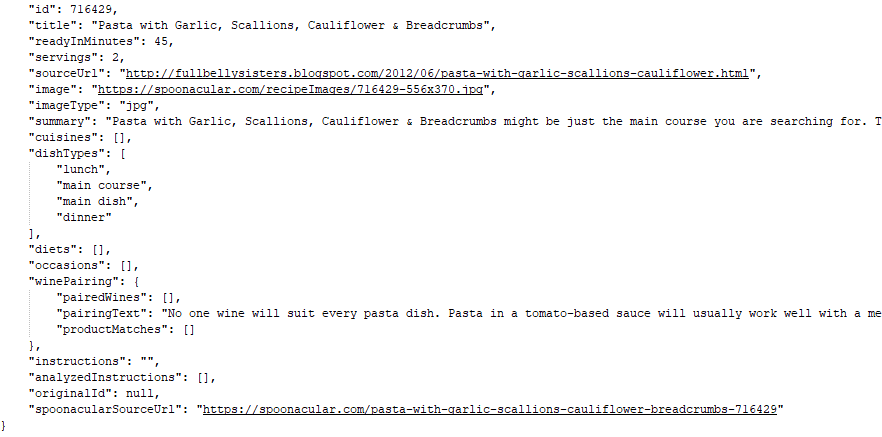 "id": 716429,
"title": "Pasta with Garlic, Scallions, Cauliflower & Breadcrumbs",
"readyInMinutes": 45,
"servings": 2,
"sourceUrl": "http://fullbellysisters.blogspot.com/2012/06/pasta-with-garlic-scallions-cauliflower.html",
"image": "https://spoonacular.com/recipeImages/716429-556x370.jpg",
"imageType": "jpg",
"summary": "Pasta with Garlic, Scallions, Cauliflower & Breadcrumbs might be just the main course you are searching for. T
"cuisines": [],
"dishTypes": [
"lunch",
"main course",
"main dish",
"dinner"
],
"diets": [],
"occasions": [],
"winePairing": {
"pairedWines": [],
"pairingText": "No one wine will suit every pasta dish. Pasta in a tomato-based sauce will usually work well with a me
"productMatches": []
},
"instructions": "",
"analyzedInstructions": [],
"originalId": null,
"spoonacularSourceUrl": "https://spoonacular.com/pasta-with-garlic-scallions-cauliflower-breadcrumbs-716429"
}